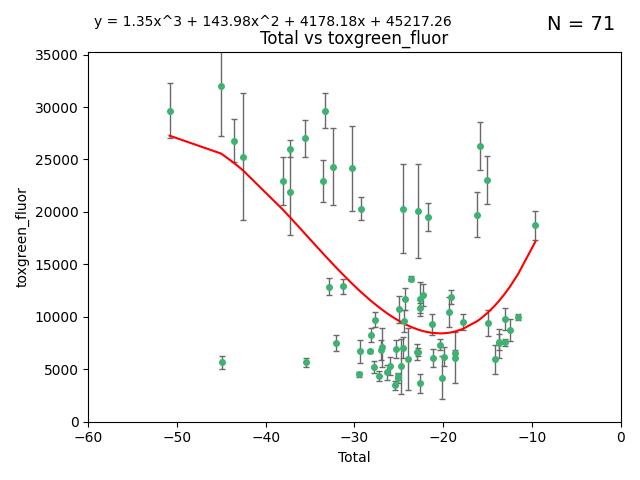 y = 1.35x^3 + 143.98x^2 + 4178.18x + 45217.26
N = 71
Total vs toxgreen_fluor
35000
30000
25000
20000
15000
10000
5000
0
toxgreen_fluor
−60 −50 −40 −30 −20 −10 0
Total